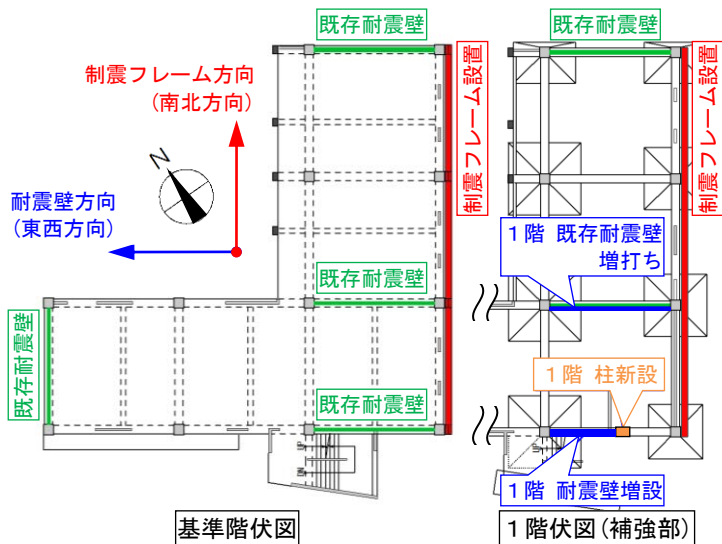 既存耐震壁
制震フレーム方向
(南北方向)
N
耐震壁方向
(東西方向)
制震フレーム設置
既存耐震壁
既存耐震壁
既存耐震壁
基準階伏図
既存耐震壁
制震フレーム設置
1階 既存耐震壁
増打ち
1階 柱新設
1階 耐震壁増設
1階伏図(補強部)